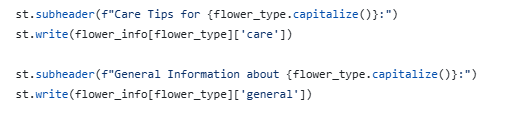 st.subheader(f"Care Tips for {flower_type.capitalize()}:")
st.write(flower_info[flower_type]['care'])
st.subheader(f"General Information about {flower_type.capitalize()}:")
st.write(flower_info[flower_type]['general'])